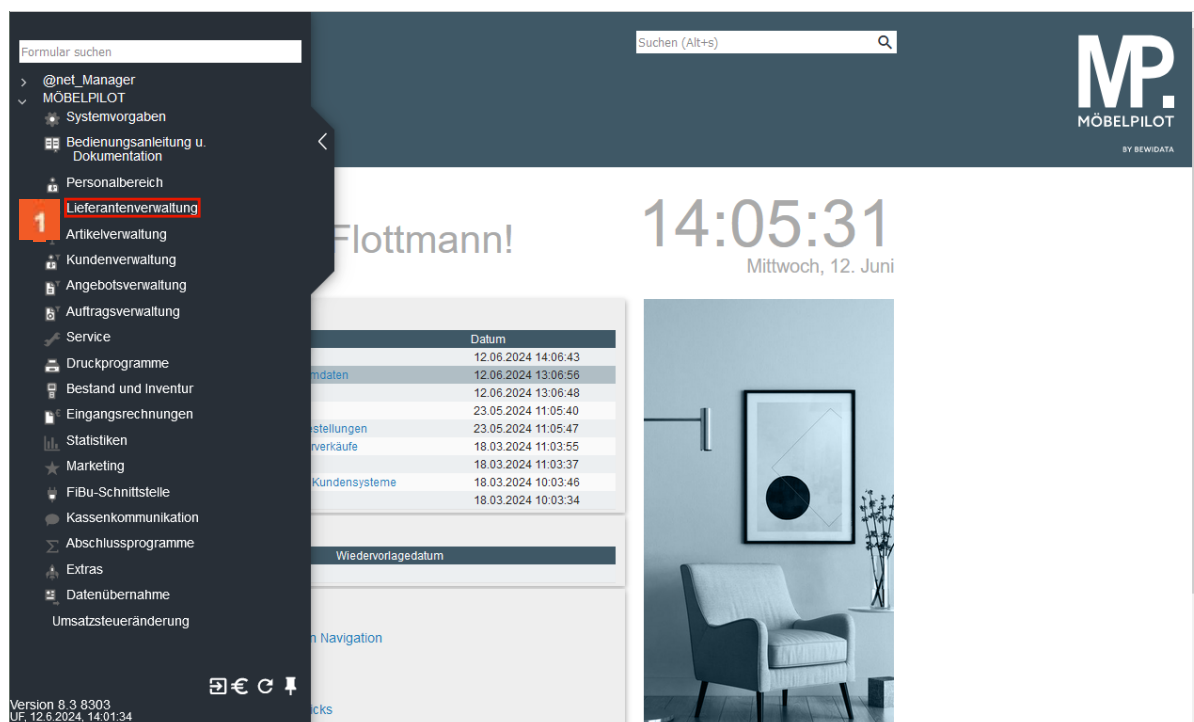 Formular suchen
@net_Manager
MÖBELPILOT
Systemvorgaben
Bedienungsanleitung u.
Dokumentation
Personalbereich
1
Lieferantenverwaltung
Artikelverwaltung
Kundenverwaltung
Angebotsverwaltung
Auftragsverwaltung
Service
Druckprogramme
Bestand und Inventur
Eingangsrechnungen
Statistiken
Marketing
FiBu-Schnittstelle
Kassenkommunikation
Abschlussprogramme
Extras
Datenübernahme
Umsatzsteueränderung
Version 8.3 8303
UF, 12.6.2024, 14:01:34
Suchen (Alt+s)
MP.
MÖBELPILOT
BY BEWIDATA
Flottmann!
14:05:31
Mittwoch, 12. Juni
Datum
12.06.2024 14:06:43
mdaten 12.06.2024 13:06:56
12.06.2024 13:06:48
23.05.2024 11:05:40
estellungen 23.05.2024 11:05:47
rverkäufe 18.03.2024 11:03:55
18.03.2024 11:03:37
Kundensysteme 18.03.2024 10:03:46
18.03.2024 10:03:34
Wiedervorlagedatum
n Navigation
icks